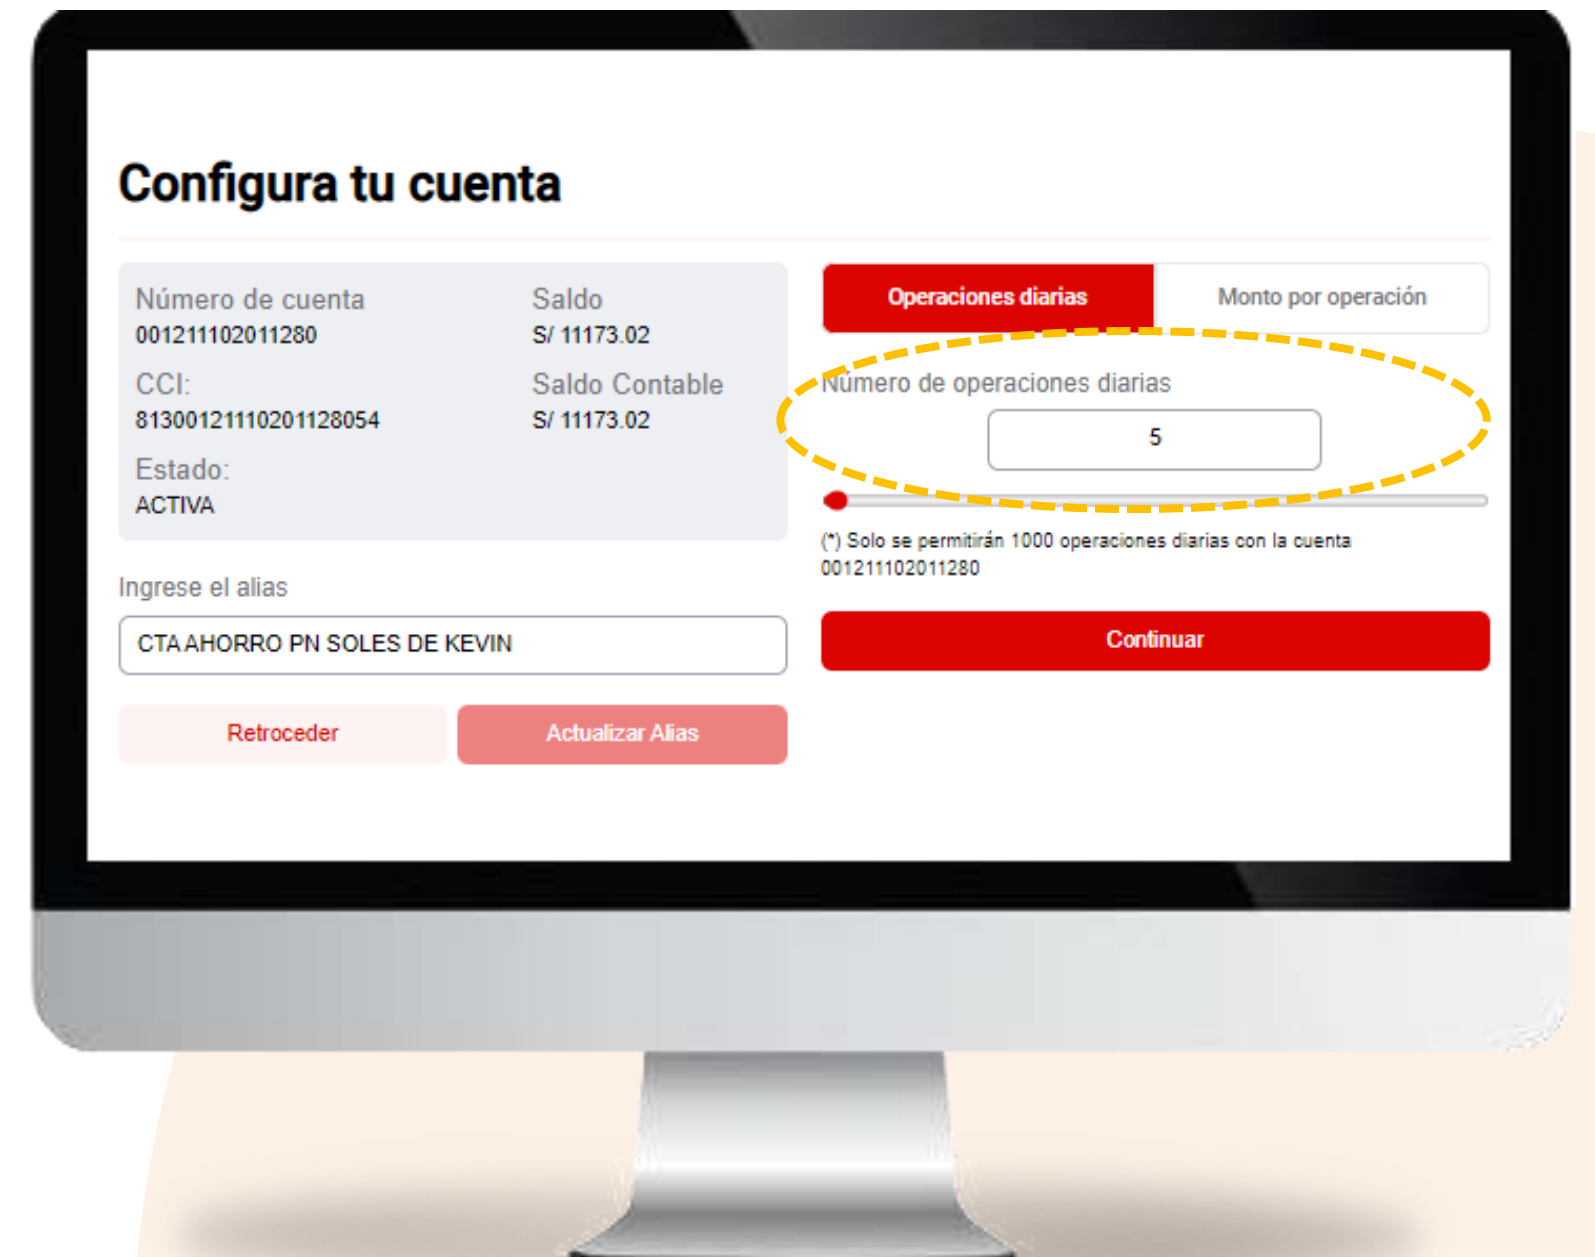 Configura tu cuenta
Número de cuenta
001211102011280
Saldo
S/ 11173.02
CCI:
81300121110201128054
Saldo Contable
S/ 11173.02
Estado:
ACTIVA
Ingrese el alias
CTA AHORRO PN SOLES DE KEVIN
Retroceder
Actualizar Alias
Operaciones diarias
Monto por operación
Número de operaciones diarias
5
(*) Solo se permitirán 1000 operaciones diarias con la cuenta
001211102011280
Continuar